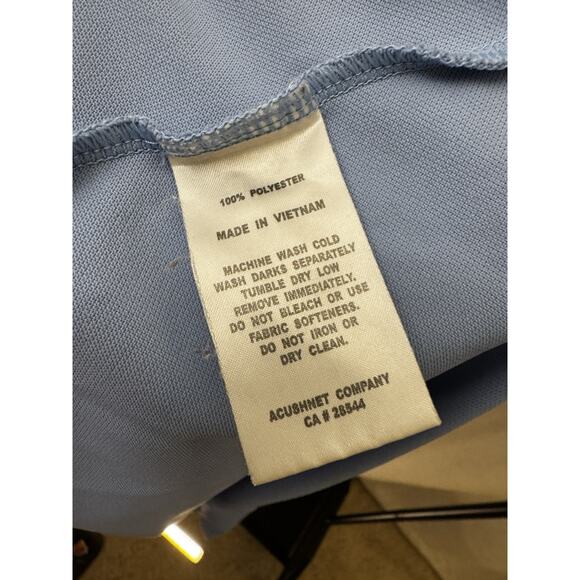 100% POLYESTER
MADE IN VIETNAM
MACHINE WASH COLD
WASH DARKS SEPARATELY
TUMBLE DRY LOW
REMOVE IMMEDIATELY.
DO NOT BLEACH OR USE
FABRIC SOFTENERS.
DO NOT IRON OR
DRY CLEAN.
ACUSHNET COMPANY
CA # 28544